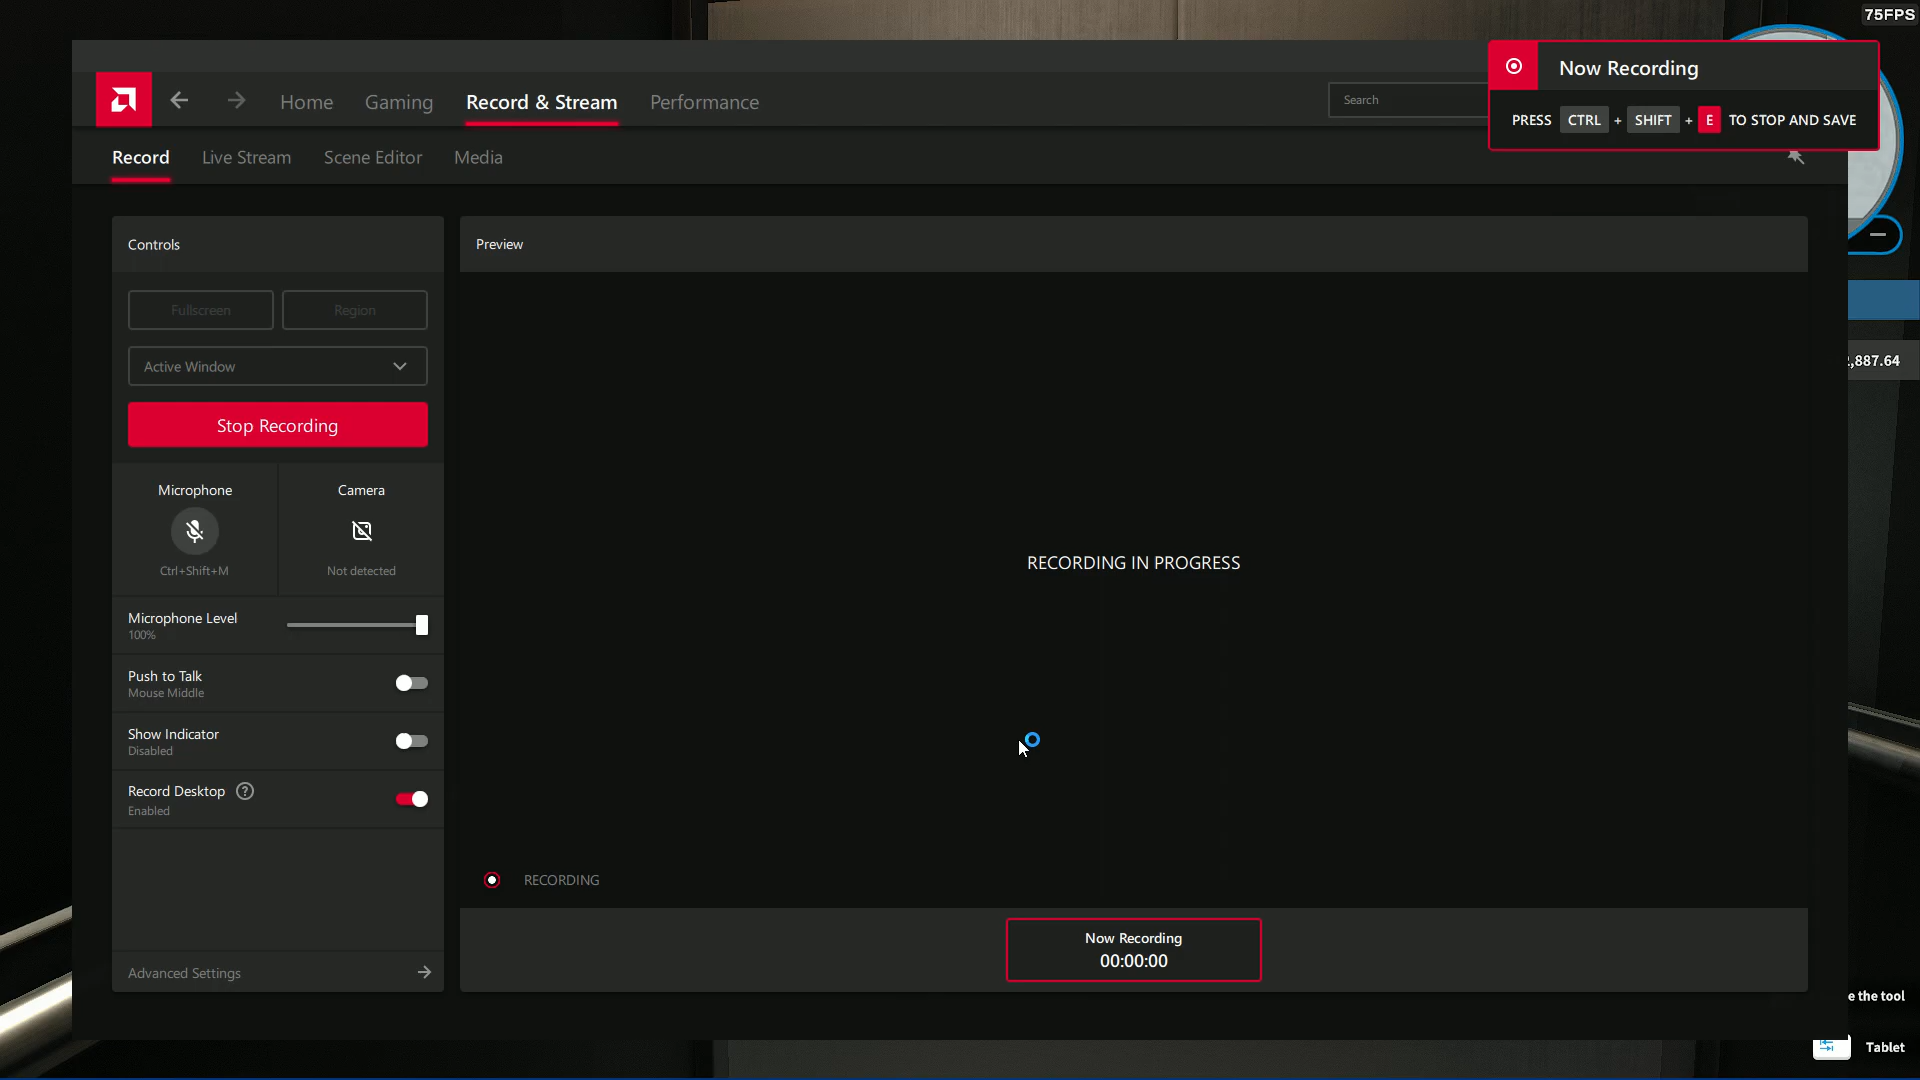 75FPS
Now Recording
PRESS CTRL + SHIFT + E TO STOP AND SAVE
Home
Gaming
Record & Stream
Performance
Search
Record
Live Stream
Scene Editor
Media
Controls
Fullscreen
Region
Active Window
Stop Recording
Microphone
Ctrl+Shift+M
Camera
Not detected
Microphone Level
100%
Push to Talk
Mouse Middle
Show Indicator
Disabled
Record Desktop ?
Enabled
Advanced Settings
Preview
RECORDING IN PROGRESS
RECORDING
Now Recording
00:00:00
,887.64
e the tool
Tablet